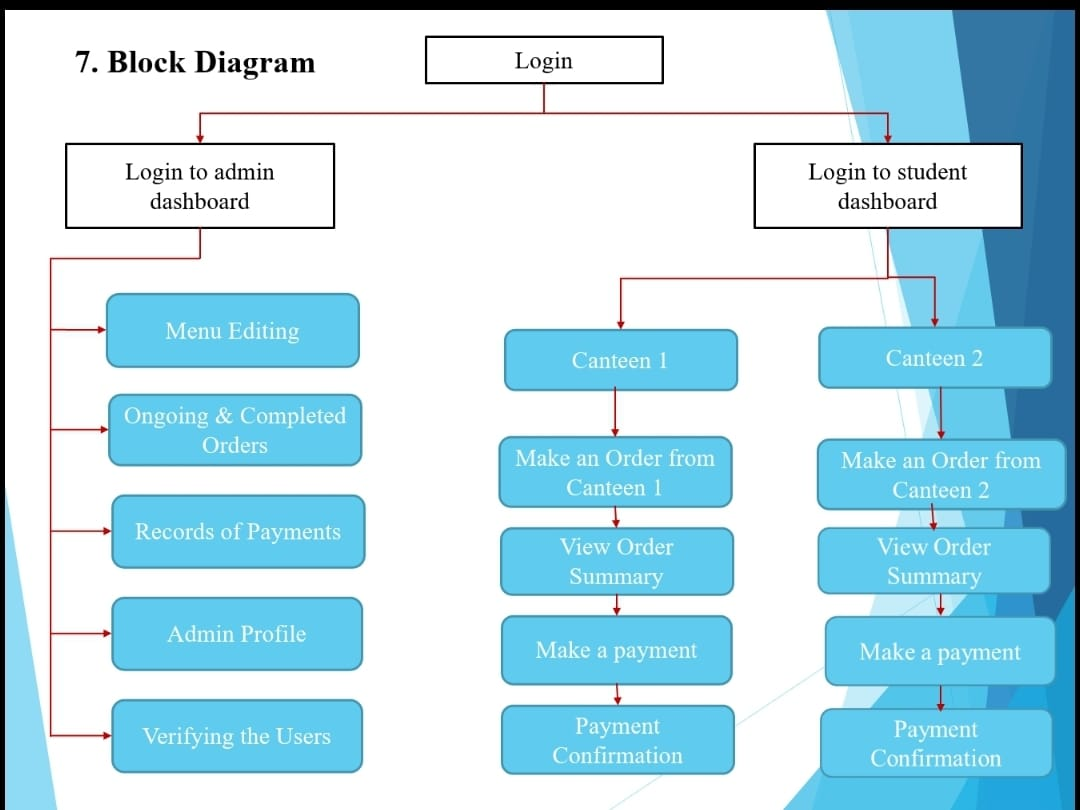 7. Block Diagram
Login
Login to admin
dashboard
Login to student
dashboard
Menu Editing
Ongoing & Completed
Orders
Records of Payments
Admin Profile
Verifying the Users
Canteen 1
Make an Order from
Canteen 1
View Order
Summary
Make a payment
Payment
Confirmation
Canteen 2
Make an Order from
Canteen 2
View Order
Summary
Make a payment
Payment
Confirmation